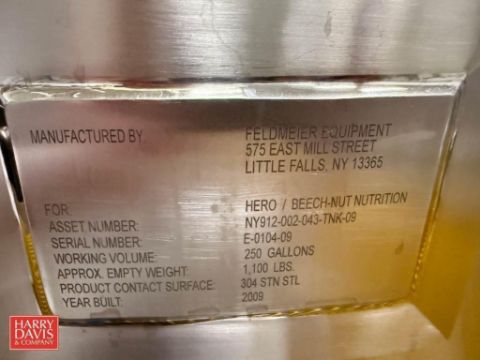 MANUFACTURED BY: FELDMEIER EQUIPMENT
575 EAST MILL STREET
LITTLE FALLS, NY 13365
FOR: HERO / BEECH-NUT NUTRITION
ASSET NUMBER: NY912-002-043-TNK-09
SERIAL NUMBER: E-0104-09
WORKING VOLUME: 250 GALLONS
APPROX. EMPTY WEIGHT: 1,100 LBS.
PRODUCT CONTACT SURFACE: 304 STN STL
YEAR BUILT: 2009
HARRY
DAVIS
& COMPANY